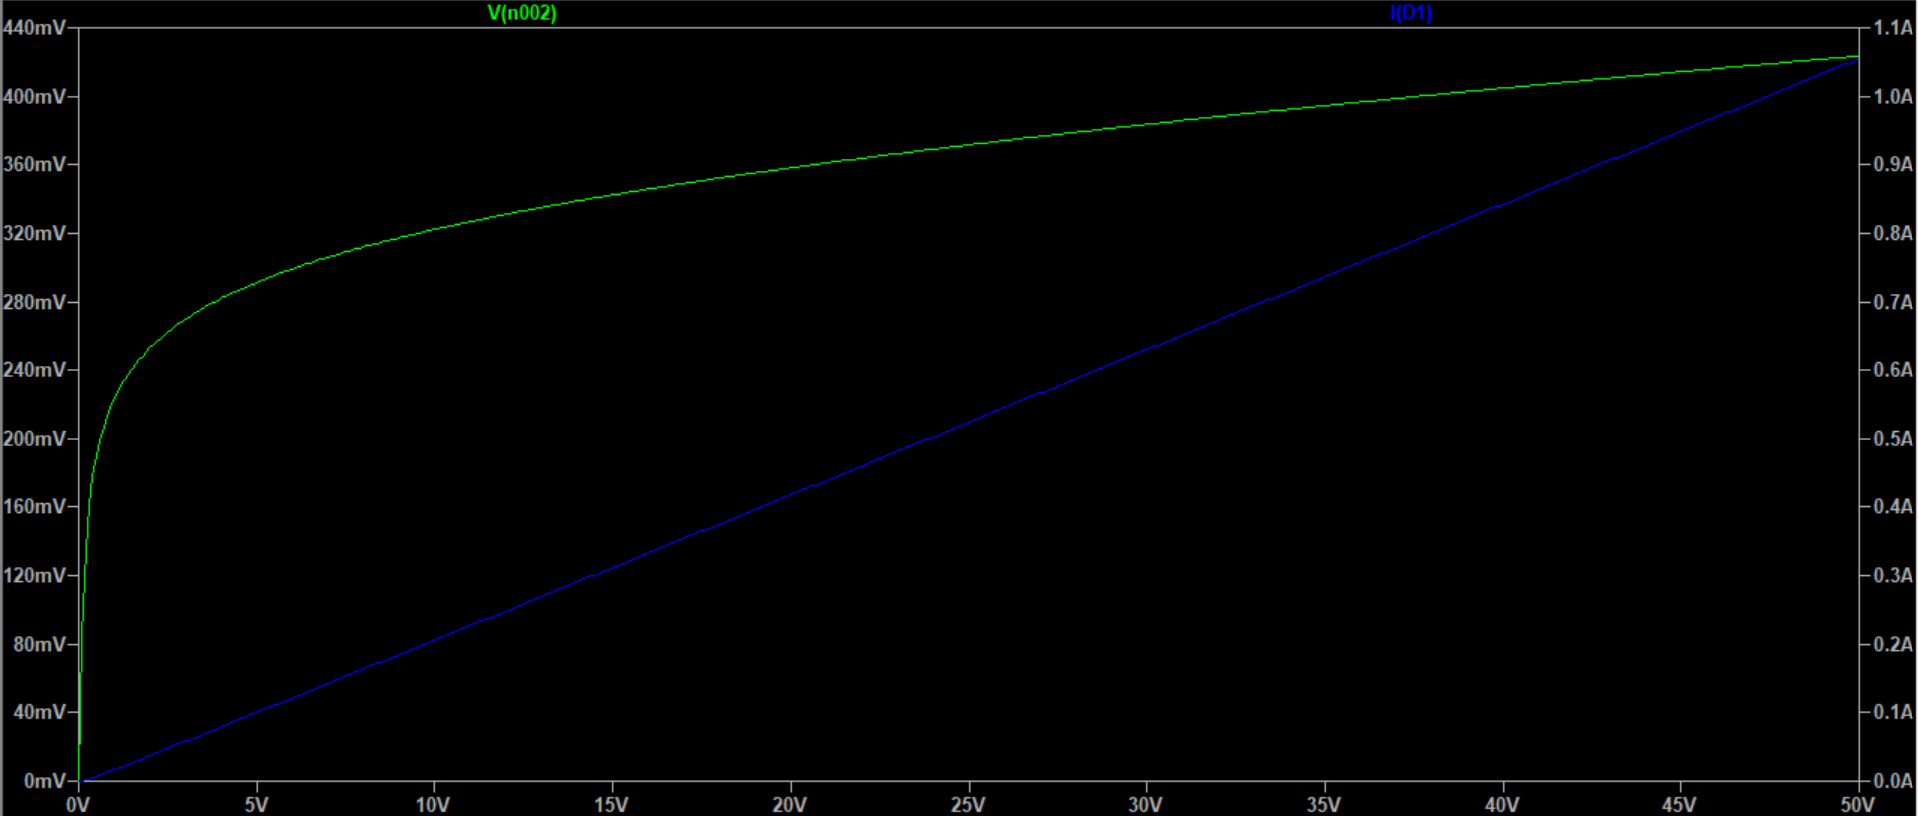 V(n002) I(D1)
440mV 1.1A
400mV 1.0A
360mV 0.9A
320mV 0.8A
280mV 0.7A
240mV 0.6A
200mV 0.5A
160mV 0.4A
120mV 0.3A
80mV 0.2A
40mV 0.1A
0mV 0.0A
0V 5V 10V 15V 20V 25V 30V 35V 40V 45V 50V